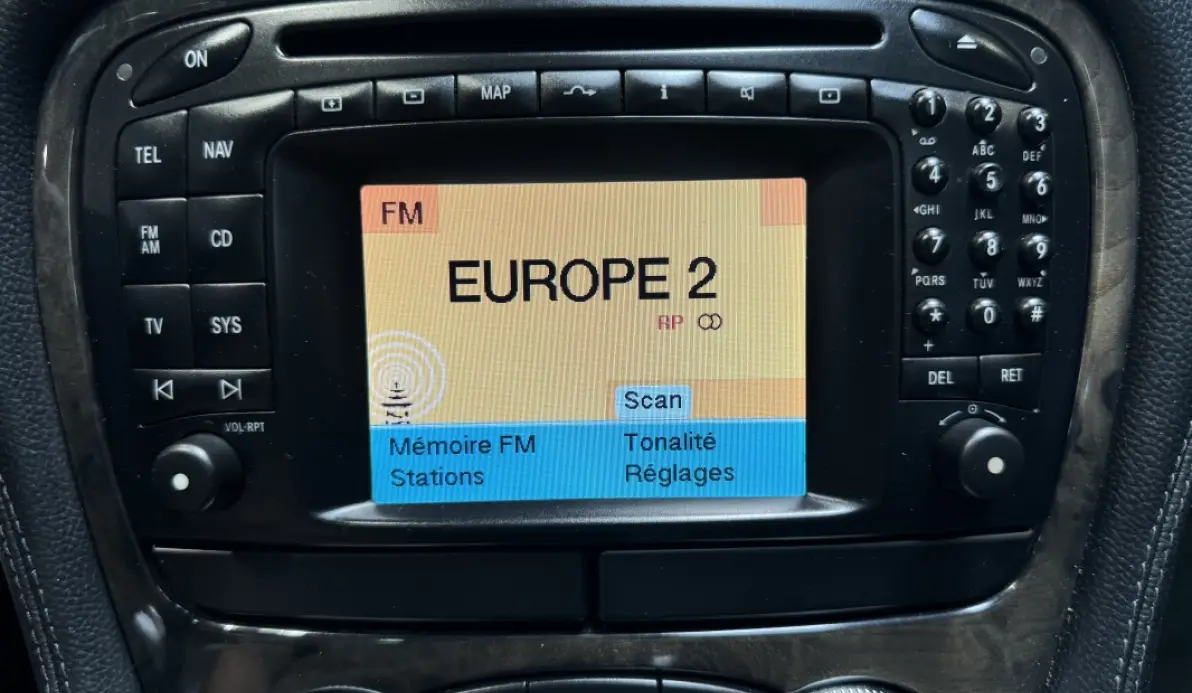 ON
MAP
i
TEL
NAV
FM
AM
CD
TV
SYS
VOL·RPT
1
2
ABC
3
DEF
4
GHI
5
JKL
6
MNO
7
PQRS
8
TUV
9
WXYZ
*
+
0
#
DEL
RET
FM
EUROPE 2
RP
Scan
Mémoire FM
Tonalité
Stations
Réglages